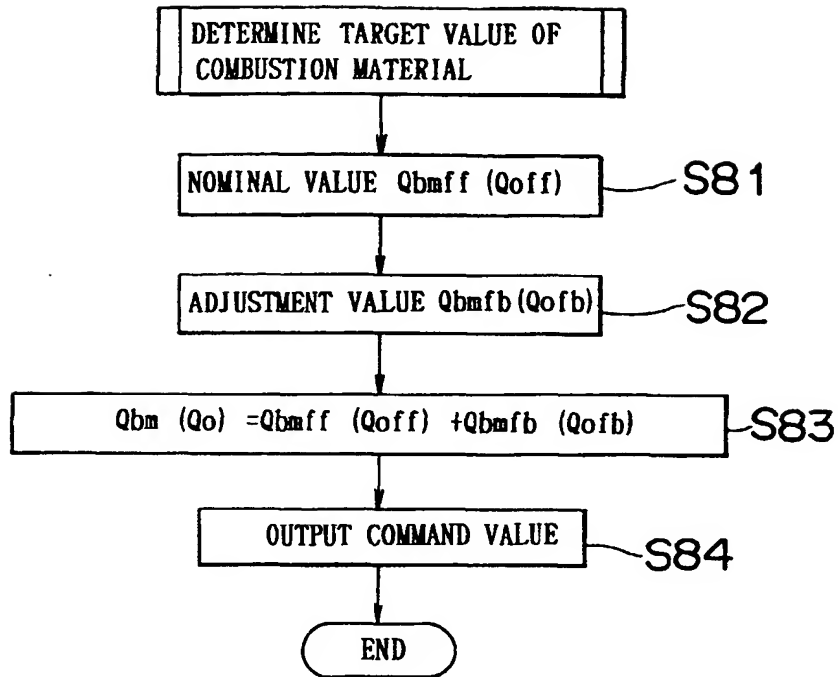 DETERMINE TARGET VALUE OF
COMBUSTION MATERIAL
NOMINAL VALUE Qbmff (Qoff)
S81
ADJUSTMENT VALUE Qbmfb (Qofb)
S82
Qbm (Qo) =Qbmff (Qoff) +Qbmfb (Qofb)
S83
OUTPUT COMMAND VALUE
S84
END